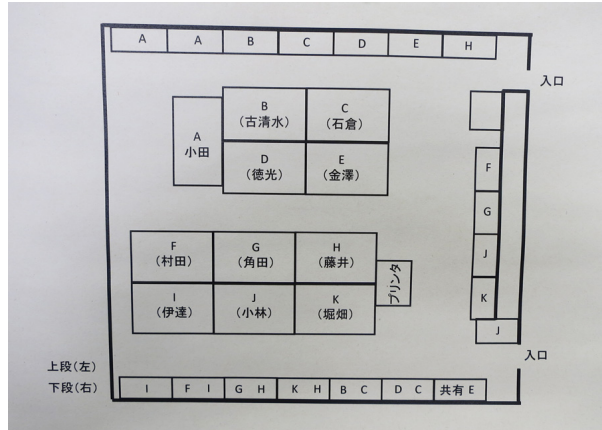 A A B C D E H
入口
B C
A (古清水) (石倉)
小田
D E
(徳光) (金澤)
F
G
J
K
J
F G H
(村田) (角田) (藤井)
プリンタ
I J K
(伊達) (小林) (堀畑)
入口
上段(左)
下段(右) I F I G H K H B C D C 共有 E